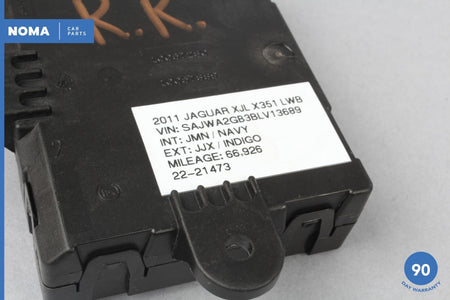 NOMA CAR
PARTS
R.R.
2011 JAGUAR XJL X351 LWB
VIN: SAJWA2GB3BLV13689
INT: JMN / NAVY
EXT: JJX / INDIGO
MILEAGE: 66,926
22-21473
90
DAY WARRANTY